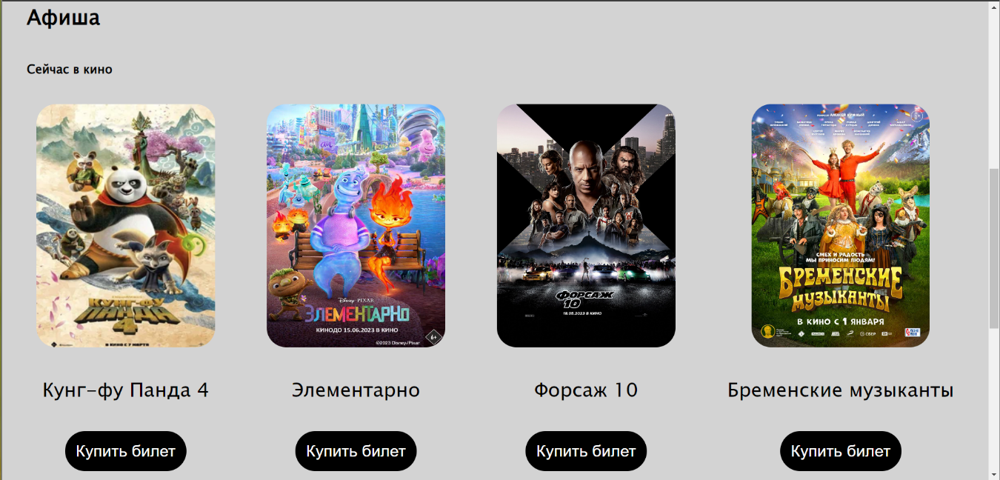 Афиша
Сейчас в кино
КУНГ-ФУ
ПАНДА
4
В КИНО С 7 МАРТА
Disney · PIXAR
ЭЛЕМЕНТАРНО
КИНОДО 15.06.2023 В КИНО
©2023 Disney/Pixar
6+
ФОРСАЖ
10
18.05.2023 В КИНО
АЛЕКСЕЙ НУЖНЫЙ
6+
СМЕХ И РАДОСТЬ
МЫ ПРИНОСИМ ЛЮДЯМ!
БРЕМЕНСКИЕ
МУЗЫКАНТЫ
В КИНО С 1 ЯНВАРЯ
СБЕР
Кунг-фу Панда 4
Элементарно
Форсаж 10
Бременские музыканты
Купить билет
Купить билет
Купить билет
Купить билет